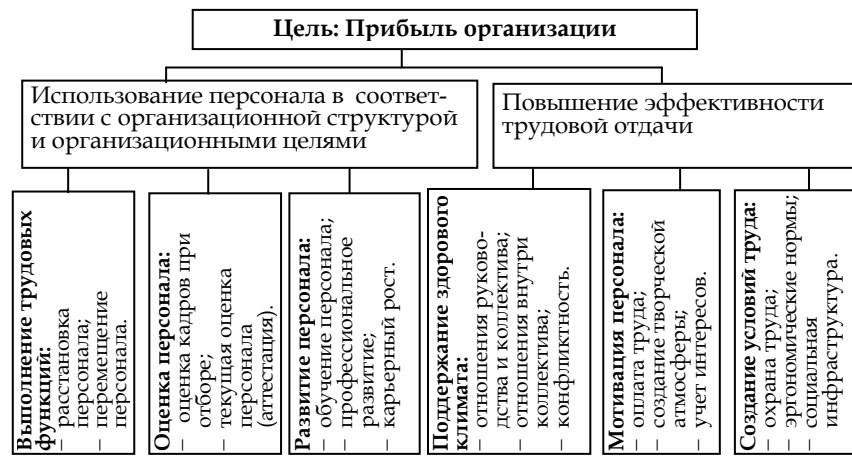 Цель: Прибыль организации
Использование персонала в соответ-
ствии с организационной структурой
и организационными целями
Повышение эффективности
трудовой отдачи
Выполнение трудовых
функций:
– расстановка
персонала;
– перемещение
персонала.
Оценка персонала:
– оценка кадров при
отборе;
– текущая оценка
персонала
(аттестация).
Развитие персонала:
– обучение персонала;
– профессиональное
развитие;
– карьерный рост.
Поддержание здорового
климата:
– отношения руково-
дства и коллектива;
– отношения внутри
коллектива;
– конфликтность.
Мотивация персонала:
– оплата труда;
– создание творческой
атмосферы;
– учет интересов.
Создание условий труда:
– охрана труда;
– эргономические нормы;
– социальная
инфраструктура.